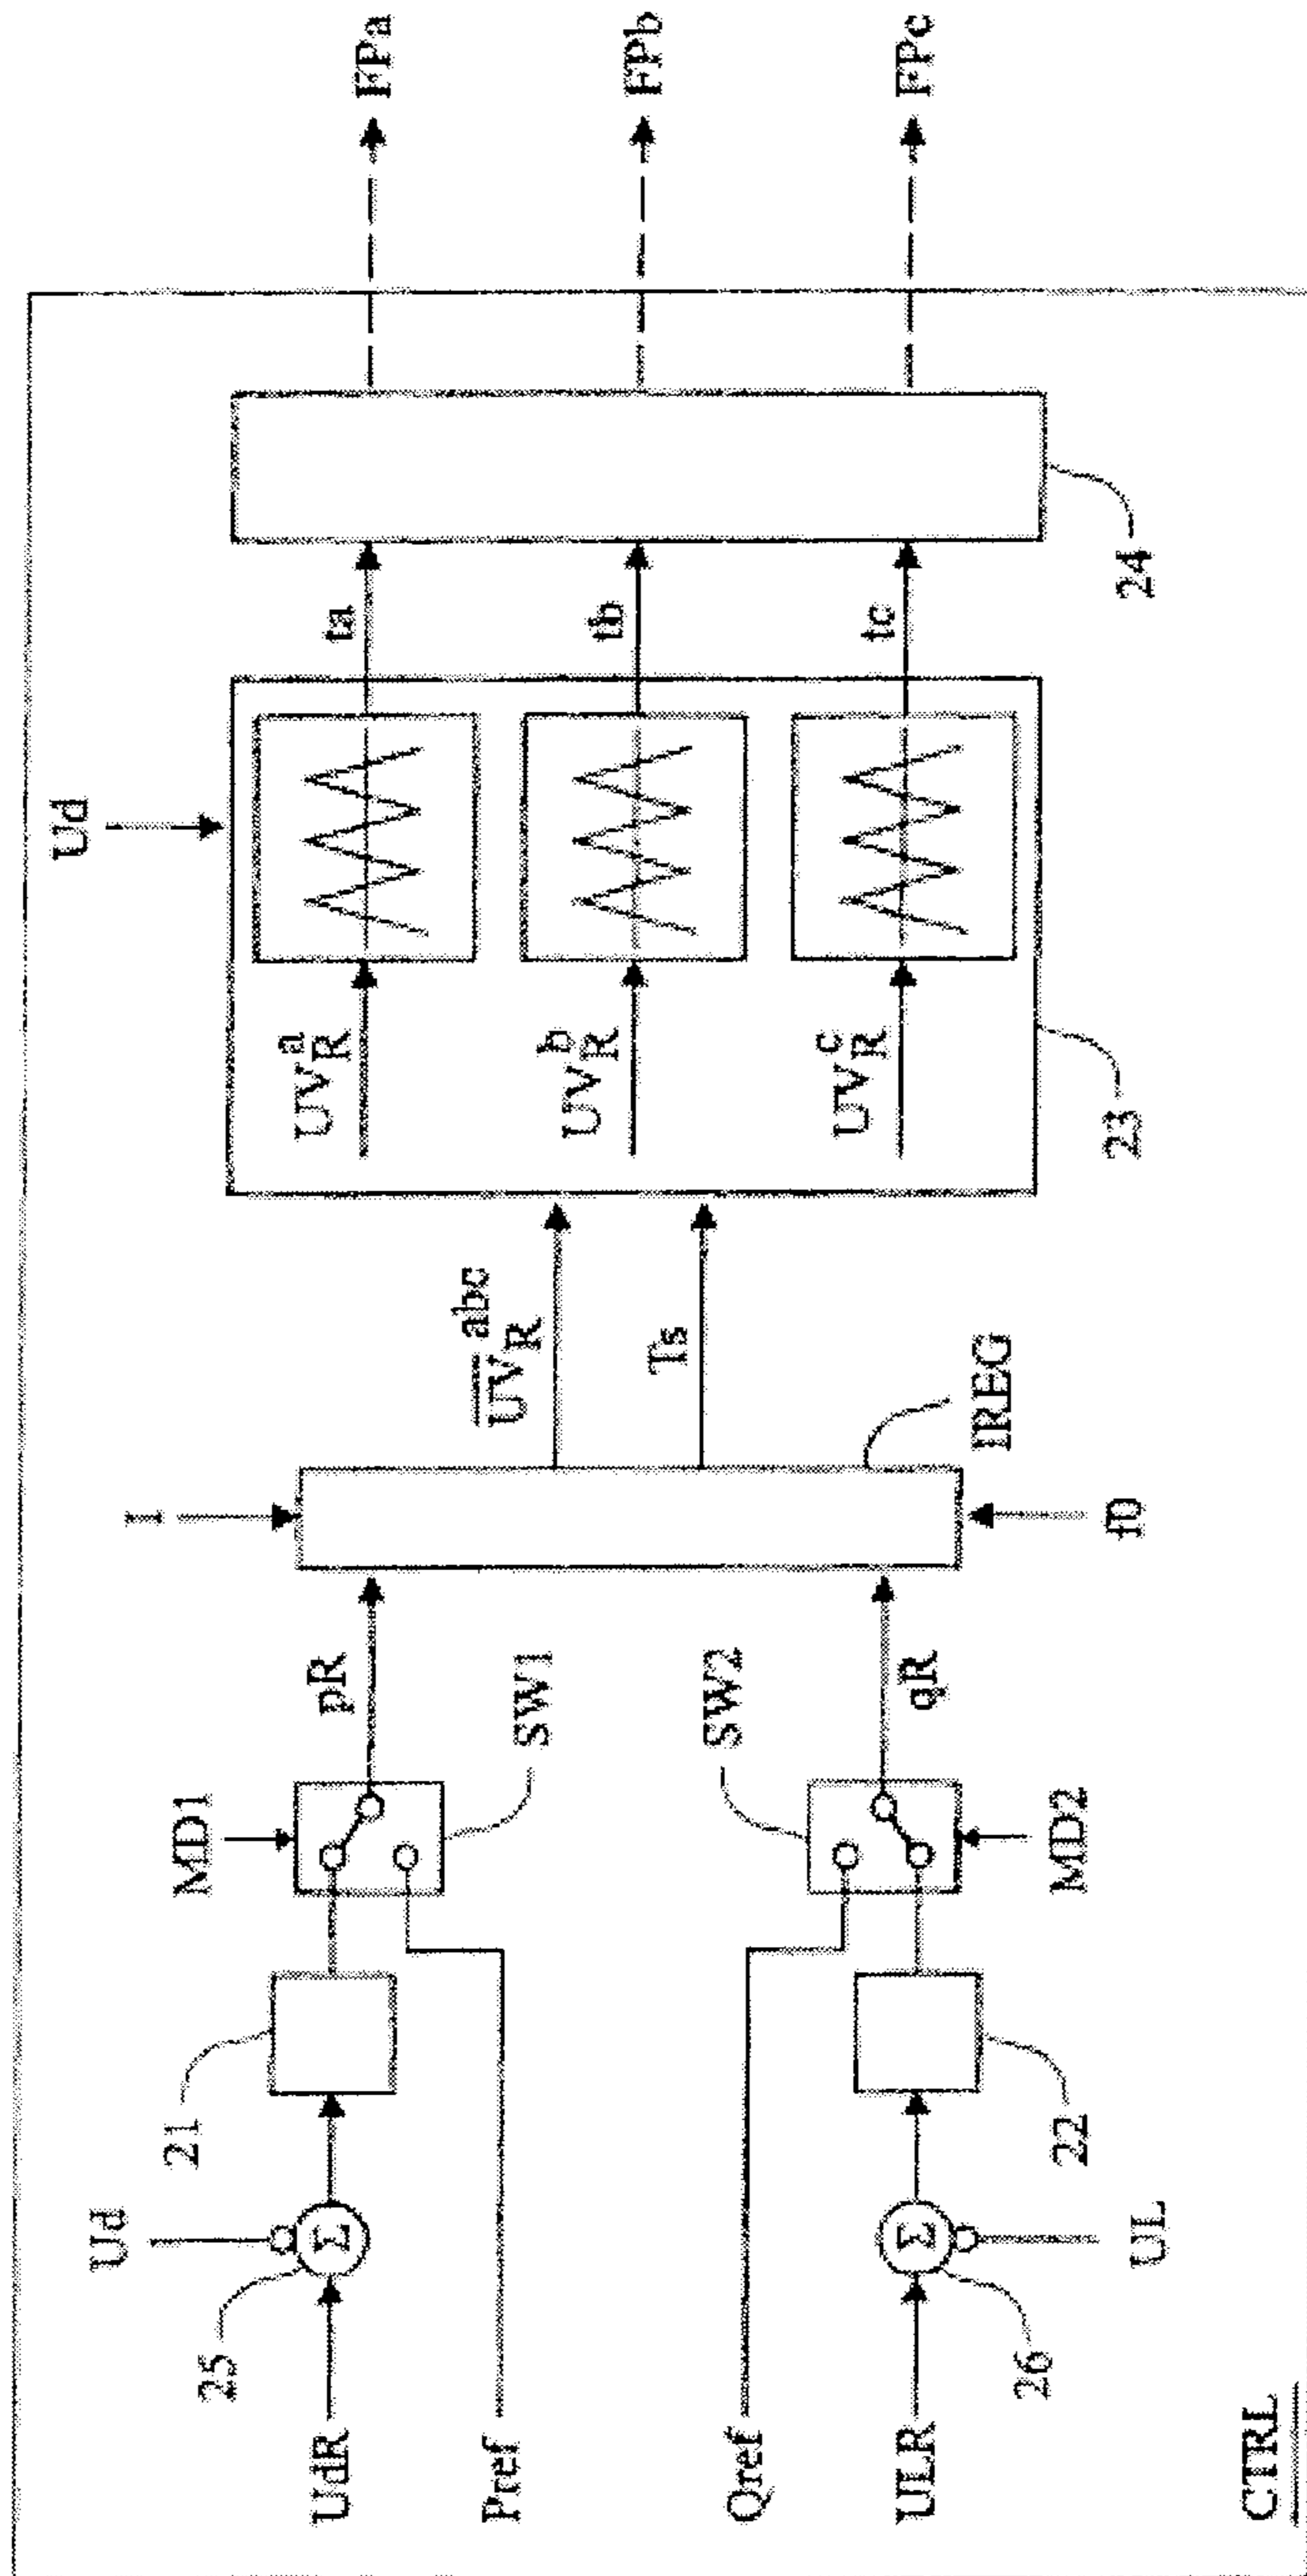 Ud
MD1
I
Ud
25
21
UdR
pR
SW1
Pref
UV_R^abc
Ts
IREG
UV_R^a
ta
FPa
UV_R^b
tb
FPb
UV_R^c
tc
FPc
Qref
SW2
qR
ULR
26
22
UL
MD2
f0
23
24
CTRL